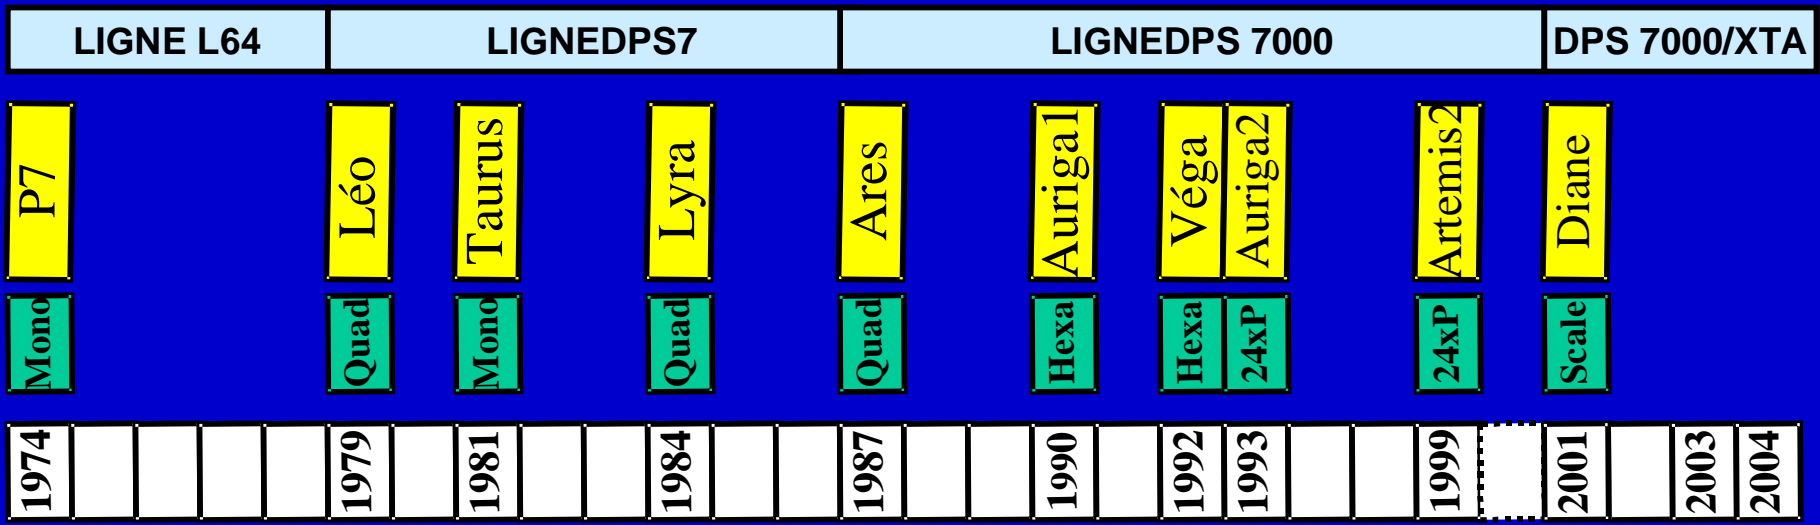 LIGNE L64 LIGNEDPS7 LIGNEDPS 7000 DPS 7000/XTA
P7 Léo Taurus Lyra Ares Auriga1 Véga Auriga2 Artemis2 Diane
Mono Quad Mono Quad Quad Hexa Hexa 24xP 24xP Scale
1974 1979 1981 1984 1987 1990 1992 1993 1999 2001 2003 2004